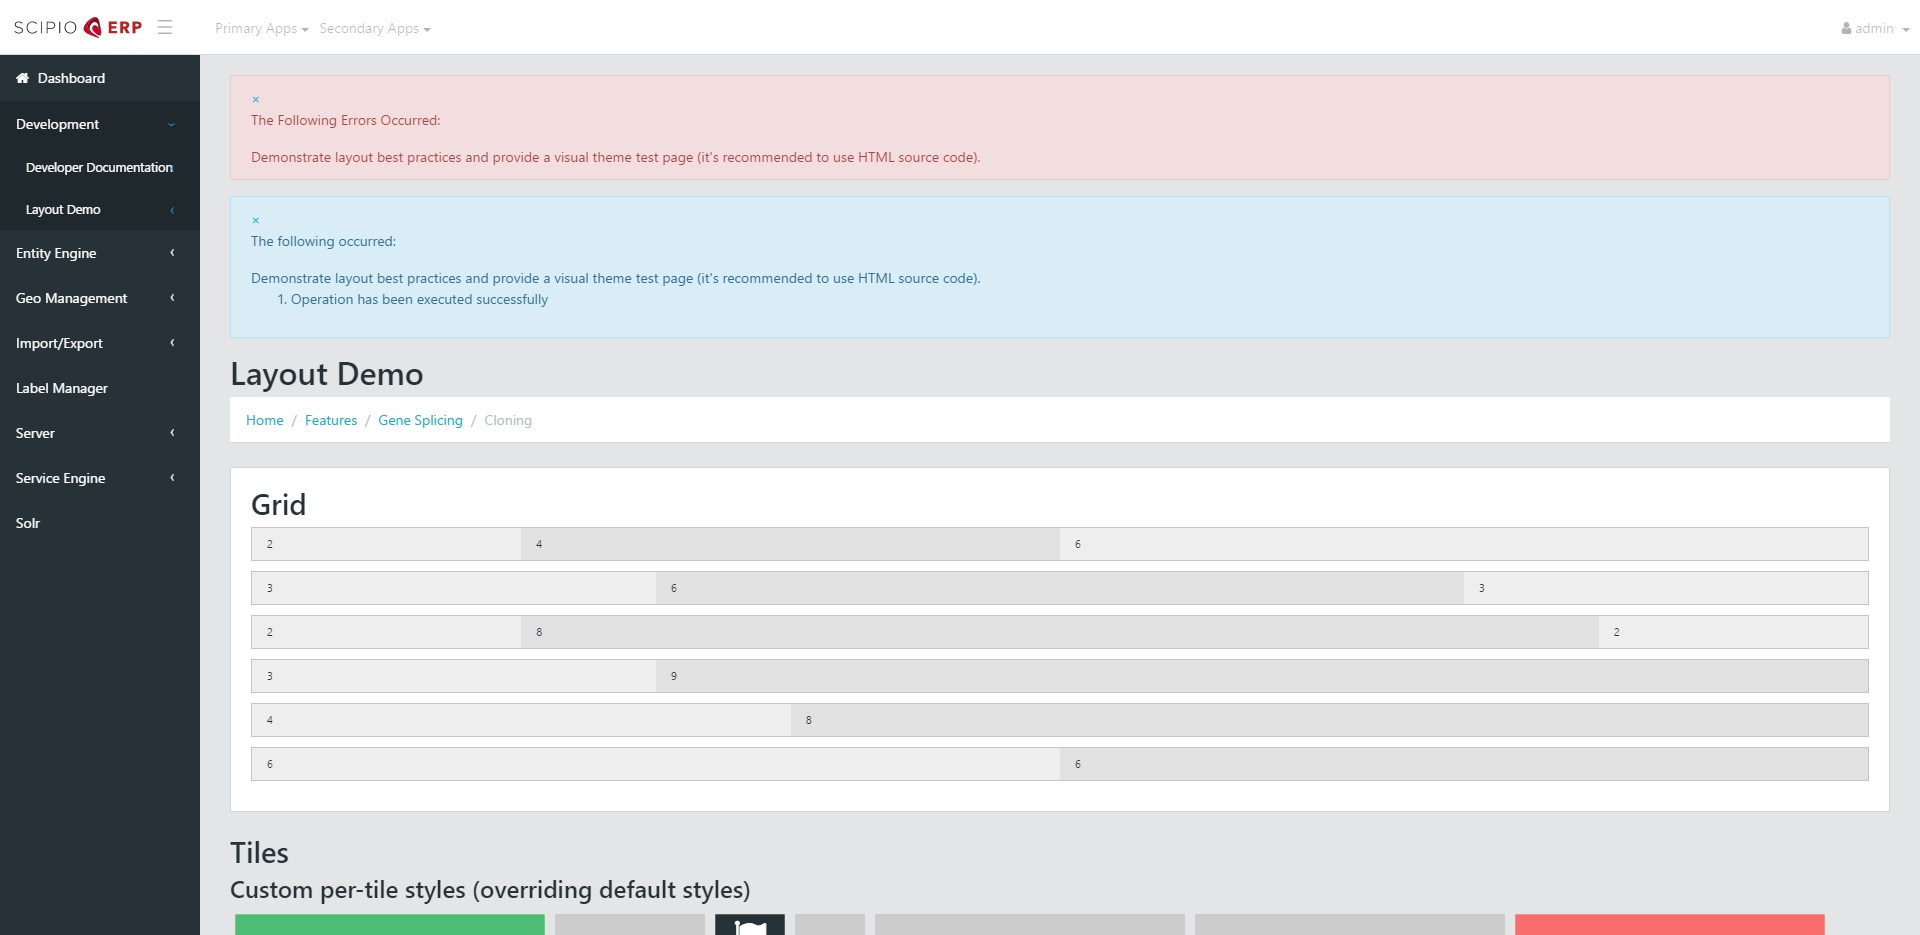 SCIPIO ERP
Primary Apps Secondary Apps
admin
Dashboard
Development
Developer Documentation
Layout Demo
Entity Engine
Geo Management
Import/Export
Label Manager
Server
Service Engine
Solr
×
The Following Errors Occurred:
Demonstrate layout best practices and provide a visual theme test page (it's recommended to use HTML source code).
×
The following occurred:
Demonstrate layout best practices and provide a visual theme test page (it's recommended to use HTML source code).
1. Operation has been executed successfully
Layout Demo
Home / Features / Gene Splicing / Cloning
Grid
2 4 6
3 6 3
2 8 2
3 9
4 8
6 6
Tiles
Custom per-tile styles (overriding default styles)